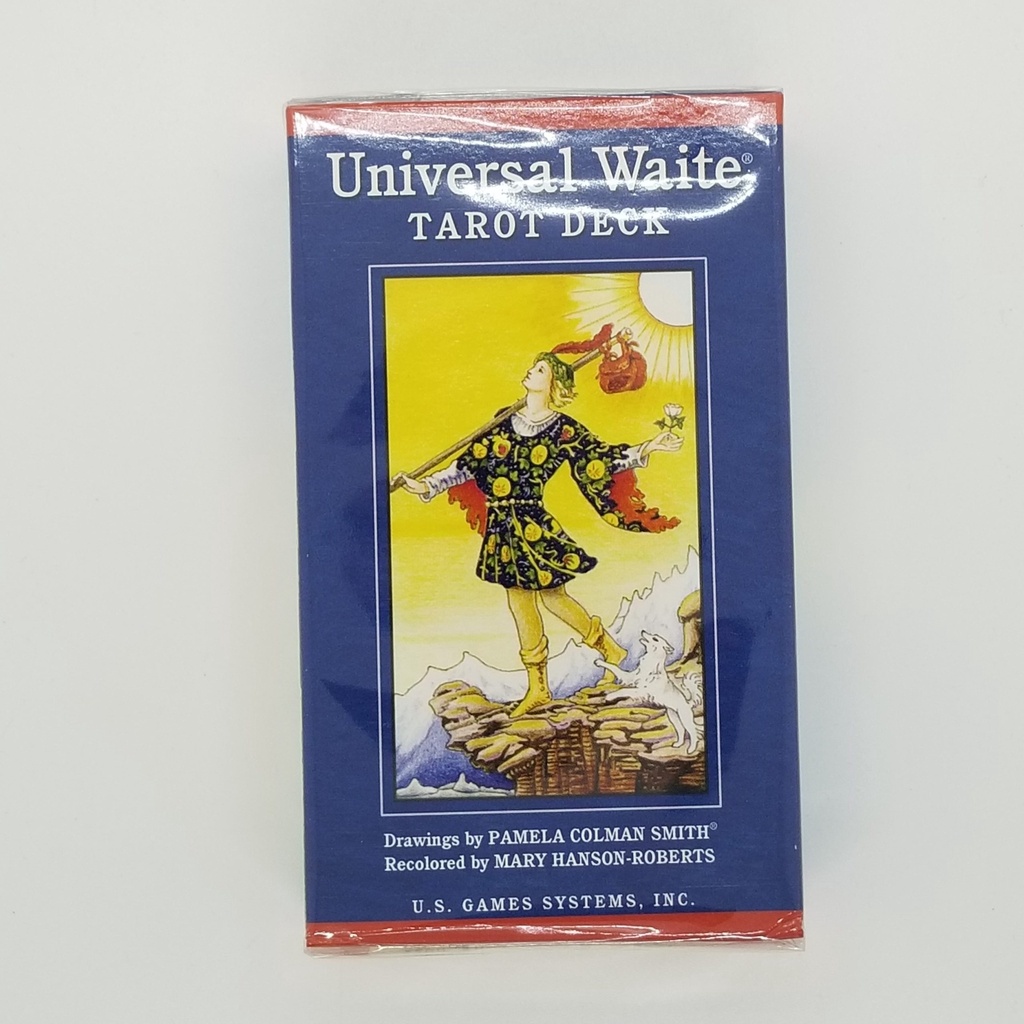 Universal Waite®
TAROT DECK
Drawings by PAMELA COLMAN SMITH©
Recolored by MARY HANSON-ROBERTS
U.S. GAMES SYSTEMS, INC.